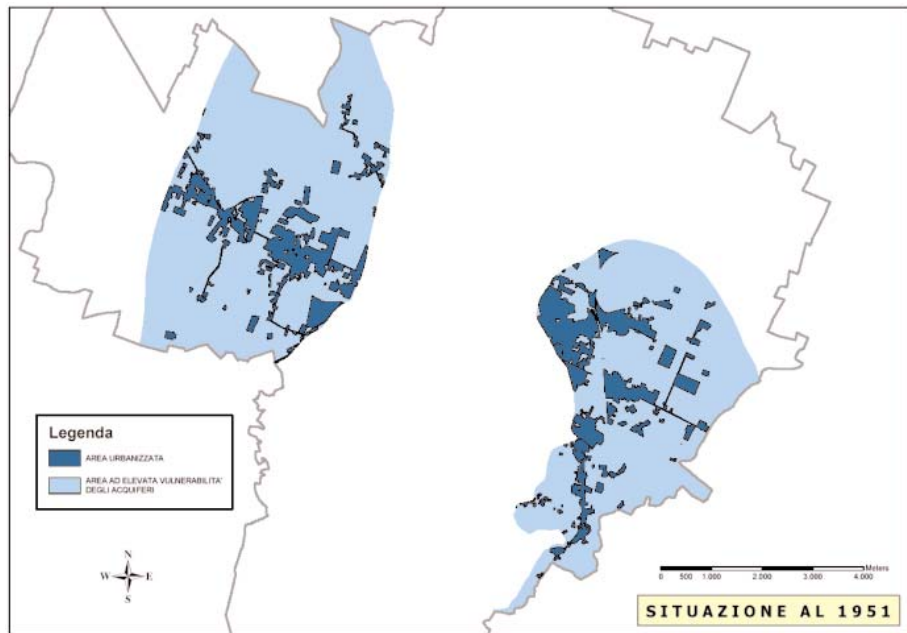 Legenda
AREA URBANIZZATA
AREA AD ELEVATA VULNERABILITA'
DEGLI ACQUIFERI
N
W E
S
Meters
0 500 1.000 2.000 3.000 4.000
SITUAZIONE AL 1951